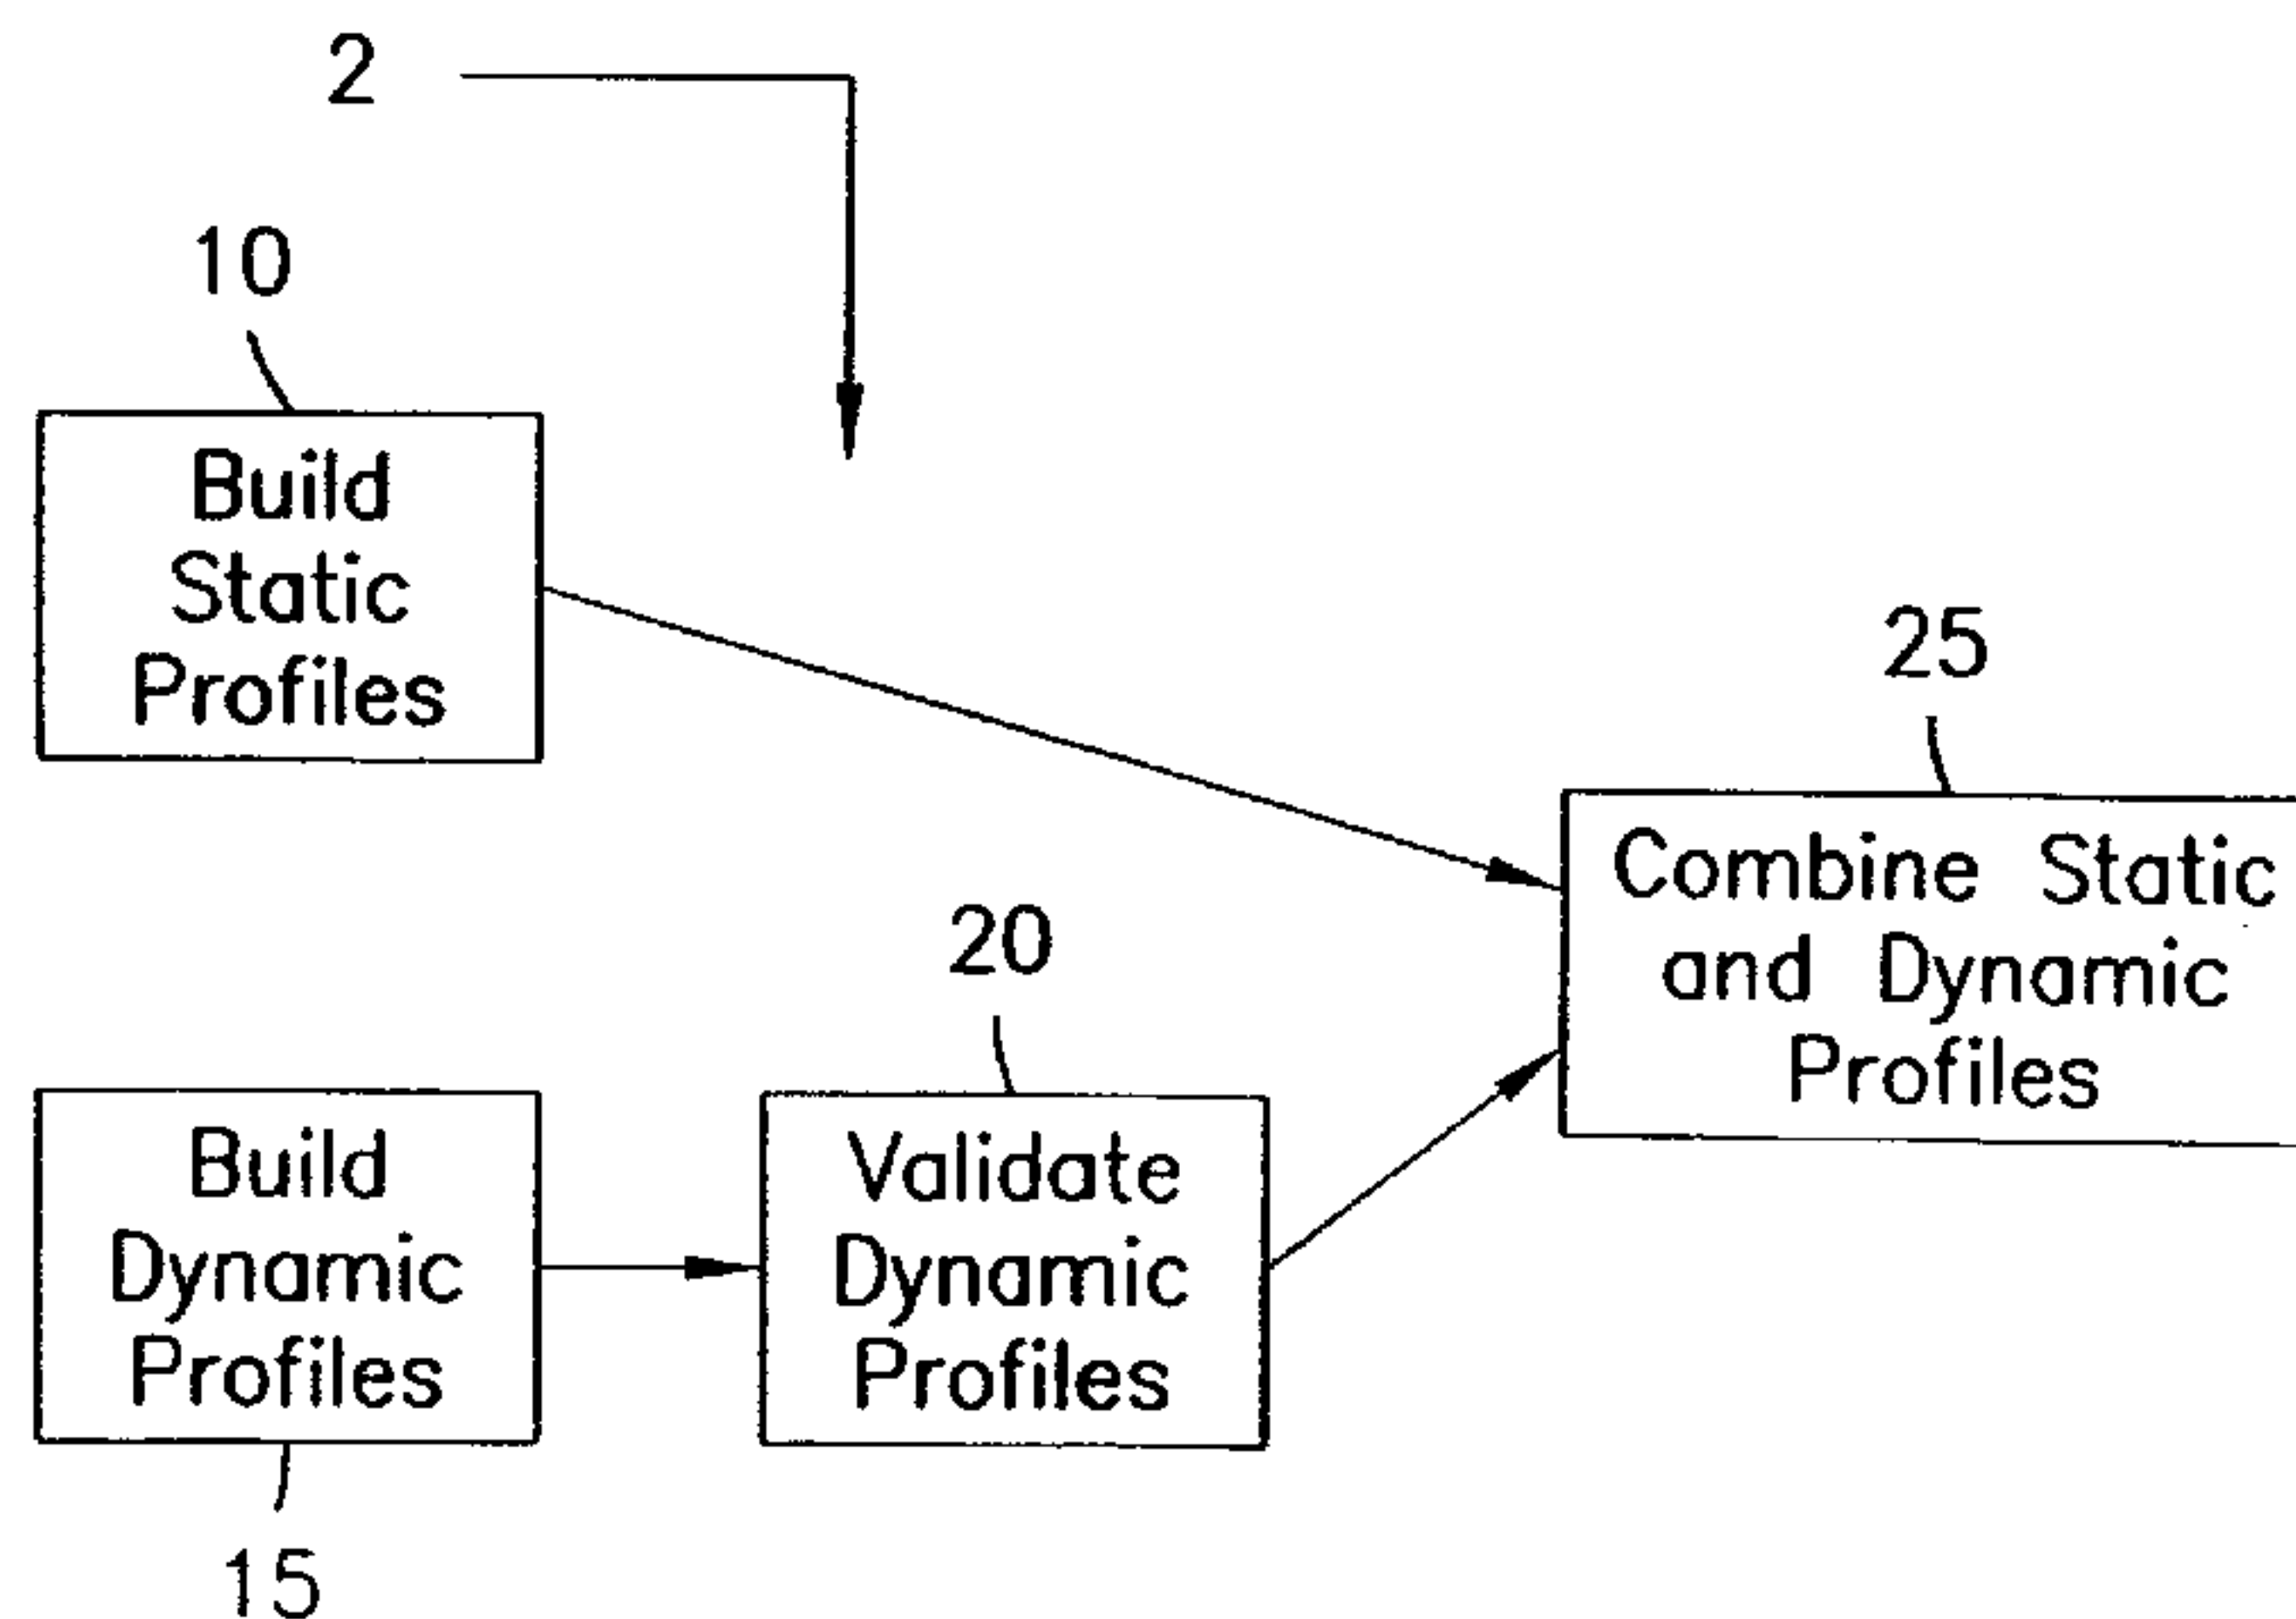 2
10
Build
Static
Profiles
25
Combine Static
and Dynamic
Profiles
20
Build
Dynamic
Profiles
Validate
Dynamic
Profiles
15